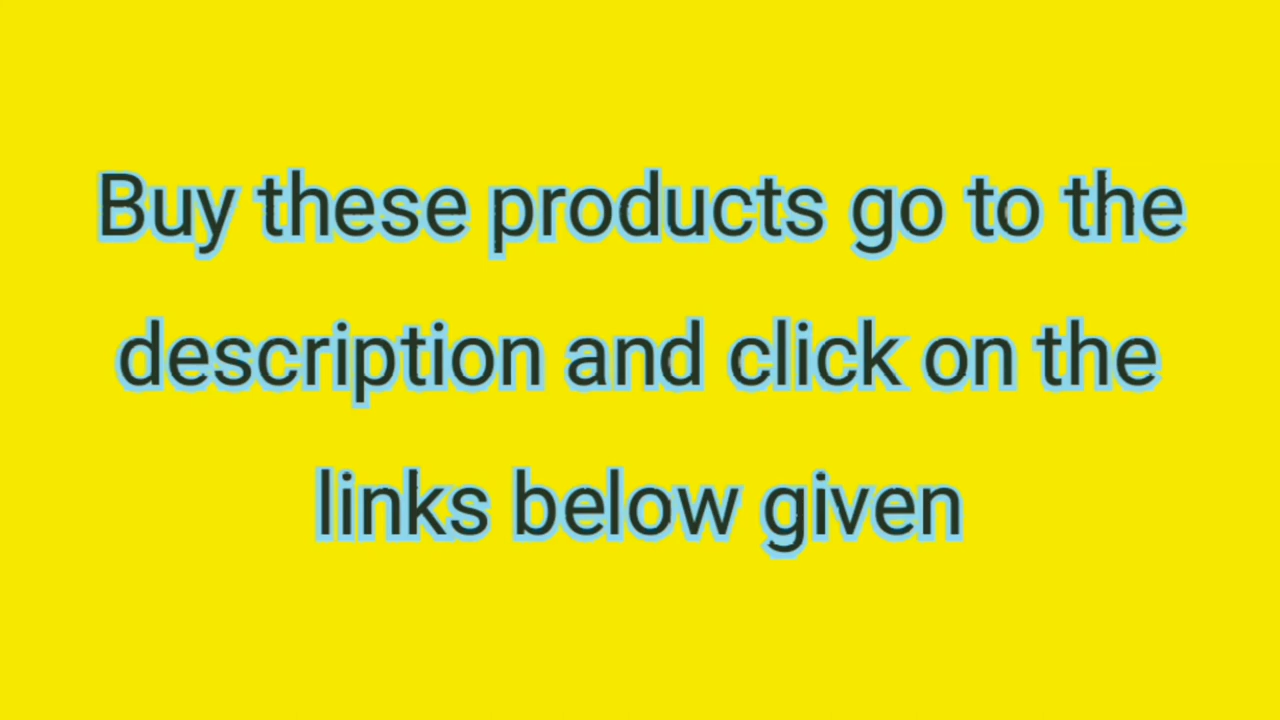 Buy these products go to the
description and click on the
links below given